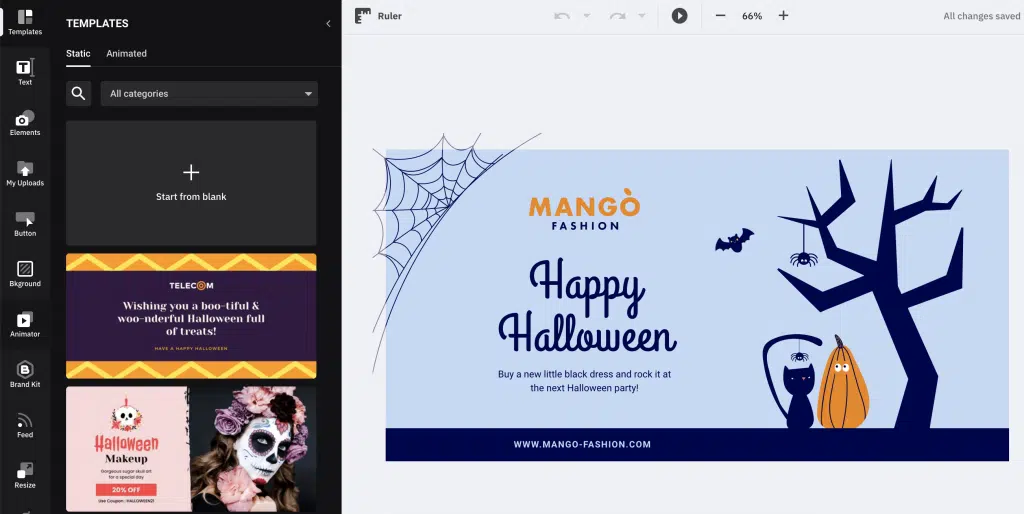 Templates
Text
Elements
My Uploads
Button
Bkground
Animator
Brand Kit
Feed
Resize
TEMPLATES
Static
Animated
All categories
Start from blank
TELECOM
Wishing you a boo-tiful &
woo-nderful Halloween full
of treats!
HAVE A HAPPY HALLOWEEN
Halloween
Makeup
Gorgeous sugar skull art
for a special day
20% OFF
Use Coupon: HALLOWEEN21
Ruler
66%
All changes saved
MANGÒ
FASHION
Happy
Halloween
Buy a new little black dress and rock it at
the next Halloween party!
WWW.MANGO-FASHION.COM